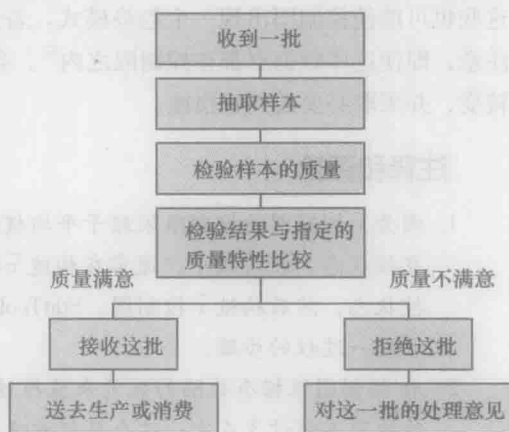 收到一批
抽取样本
检验样本的质量
检验结果与指定的
质量特性比较
质量满意
质量不满意
接收这批
拒绝这批
送去生产或消费
对这一批的处理意见